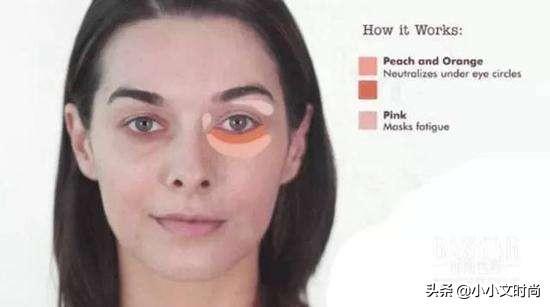 How it Works:
Peach and Orange
Neutralizes under eye circles
Pink
Masks fatigue
头条 @小小文时尚